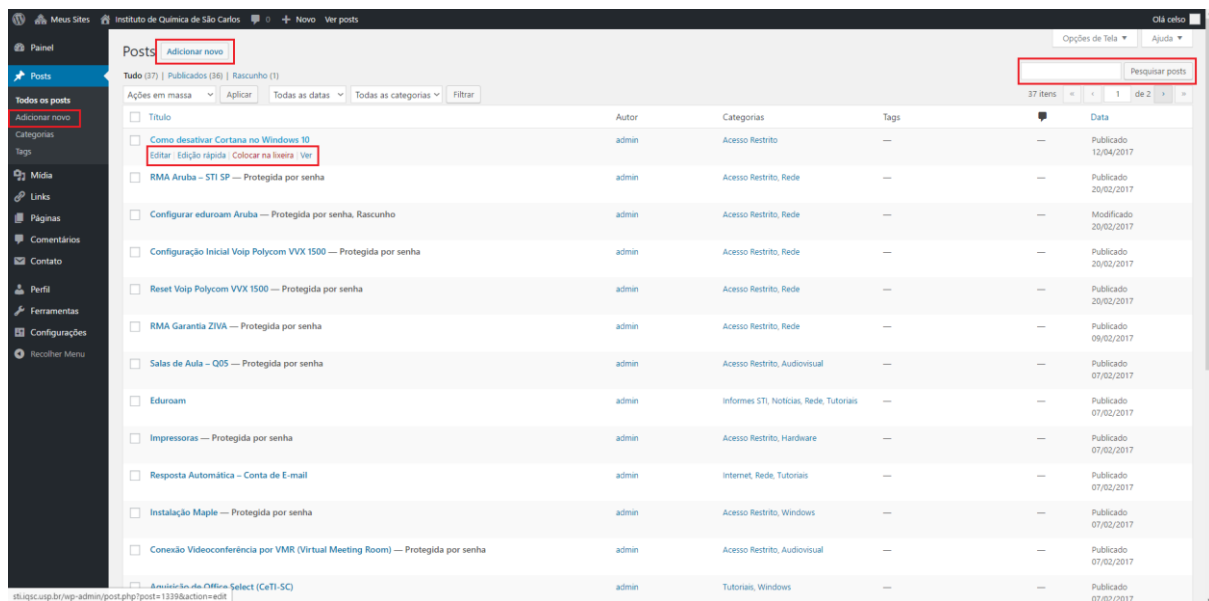 Meus Sites Instituto de Química de São Carlos 0 + Novo Ver posts Olá celso
Painel
Posts
Todos os posts
Adicionar novo
Categorias
Tags
Mídia
Links
Páginas
Comentários
Contato
Perfil
Ferramentas
Configurações
Recolher Menu
Opções de Tela Ajuda
Posts Adicionar novo
Tudo (37) | Publicados (36) | Rascunho (1)
Pesquisar posts
Ações em massa Aplicar Todas as datas Todas as categorias Filtrar 37 itens « ‹ 1 de 2 › »
Título Autor Categorias Tags Data
Como desativar Cortana no Windows 10 admin Acesso Restrito — — Publicado
Editar | Edição rápida | Colocar na lixeira | Ver 12/04/2017
RMA Aruba – STI SP — Protegida por senha admin Acesso Restrito, Rede — — Publicado
20/02/2017
Configurar eduroam Aruba — Protegida por senha, Rascunho admin Acesso Restrito, Rede — — Modificado
20/02/2017
Configuração Inicial Voip Polycom VVX 1500 — Protegida por senha admin Acesso Restrito, Rede — — Publicado
20/02/2017
Reset Voip Polycom VVX 1500 — Protegida por senha admin Acesso Restrito, Rede — — Publicado
20/02/2017
RMA Garantia ZIVA — Protegida por senha admin Acesso Restrito, Rede — — Publicado
09/02/2017
Salas de Aula – Q05 — Protegida por senha admin Acesso Restrito, Audiovisual — — Publicado
07/02/2017
Eduroam admin Informes STI, Notícias, Rede, Tutoriais — — Publicado
07/02/2017
Impressoras — Protegida por senha admin Acesso Restrito, Hardware — — Publicado
07/02/2017
Resposta Automática – Conta de E-mail admin Internet, Rede, Tutoriais — — Publicado
07/02/2017
Instalação Maple — Protegida por senha admin Acesso Restrito, Windows — — Publicado
07/02/2017
Conexão Videoconferência por VMR (Virtual Meeting Room) — Protegida por senha admin Acesso Restrito, Audiovisual — — Publicado
07/02/2017
Aquisição de Office Select (CeTI-SC) admin Tutoriais, Windows — — Publicado
07/02/2017
sti.iqsc.usp.br/wp-admin/post.php?post=1339&action=edit